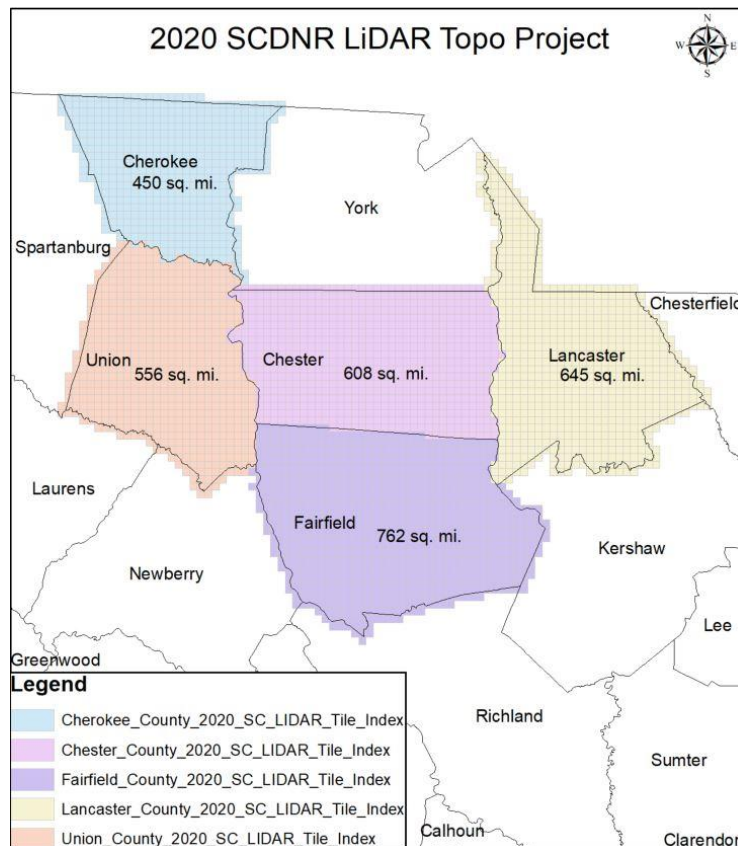 2020 SCDNR LiDAR Topo Project
N
W
E
S
Cherokee
450 sq. mi.
York
Spartanburg
Chesterfield
Union
556 sq. mi.
Chester
608 sq. mi.
Lancaster
645 sq. mi.
Laurens
Fairfield
762 sq. mi.
Newberry
Kershaw
Lee
Greenwood
Legend
Cherokee_County_2020_SC_LIDAR_Tile_Index
Chester_County_2020_SC_LIDAR_Tile_Index
Fairfield_County_2020_SC_LIDAR_Tile_Index
Lancaster_County_2020_SC_LIDAR_Tile_Index
Union_County_2020_SC_LIDAR_Tile_Index
Richland
Sumter
Calhoun
Clarendon